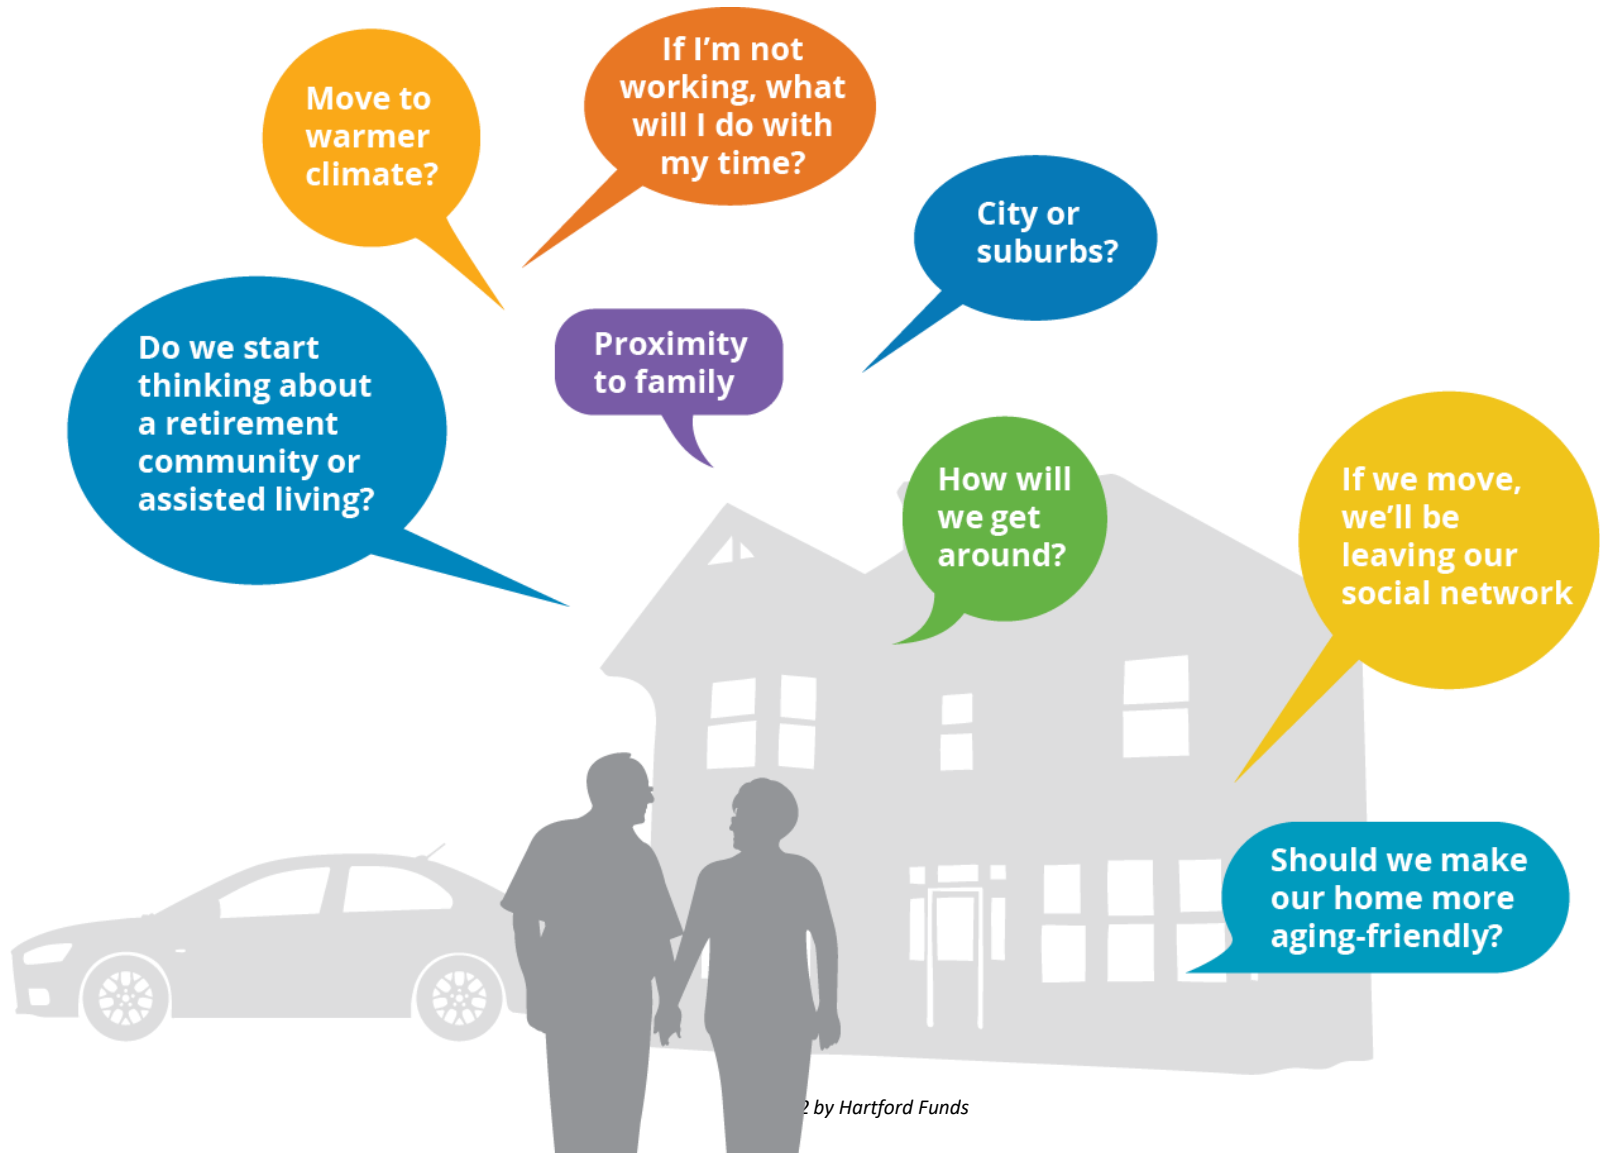 Move to
warmer
climate?
If I'm not
working, what
will I do with
my time?
City or
suburbs?
Do we start
thinking about
a retirement
community or
assisted living?
Proximity
to family
How will
we get
around?
If we move,
we'll be
leaving our
social network
Should we make
our home more
aging-friendly?
by Hartford Funds